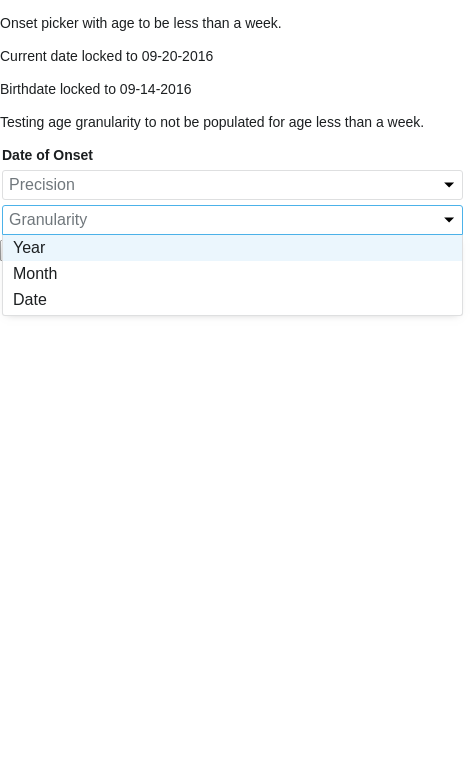 Onset picker with age to be less than a week.
Current date locked to 09-20-2016
Birthdate locked to 09-14-2016
Testing age granularity to not be populated for age less than a week.
Date of Onset
Precision
Granularity
Year
Month
Date